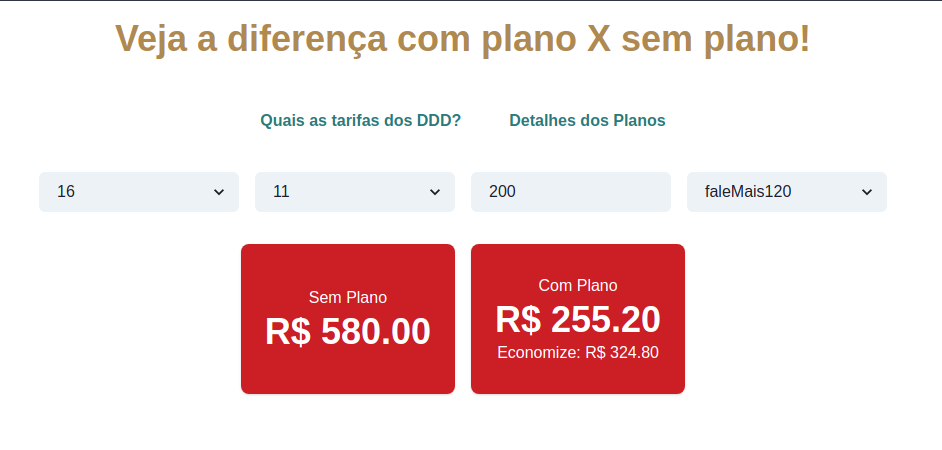 Veja a diferença com plano X sem plano!
Quais as tarifas dos DDD? Detalhes dos Planos
16 11 200 faleMais120
Sem Plano
R$ 580.00
Com Plano
R$ 255.20
Economize: R$ 324.80